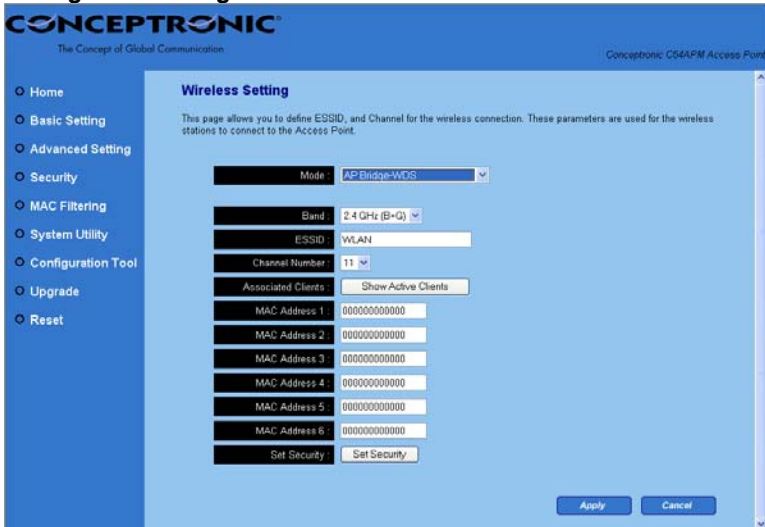 CONCEPTRONIC
The Concept of Global Communication
Conceptronic C54APM Access Point
Home
Basic Setting
Advanced Setting
Security
MAC Filtering
System Utility
Configuration Tool
Upgrade
Reset
Wireless Setting
This page allows you to define ESSID, and Channel for the wireless connection. These parameters are used for the wireless
stations to connect to the Access Point.
Mode : AP Bridge-WDS
Band : 2.4 GHz (B+G)
ESSID : WLAN
Channel Number : 11
Associated Clients : Show Active Clients
MAC Address 1 : 000000000000
MAC Address 2 : 000000000000
MAC Address 3 : 000000000000
MAC Address 4 : 000000000000
MAC Address 5 : 000000000000
MAC Address 6 : 000000000000
Set Security : Set Security
Apply Cancel